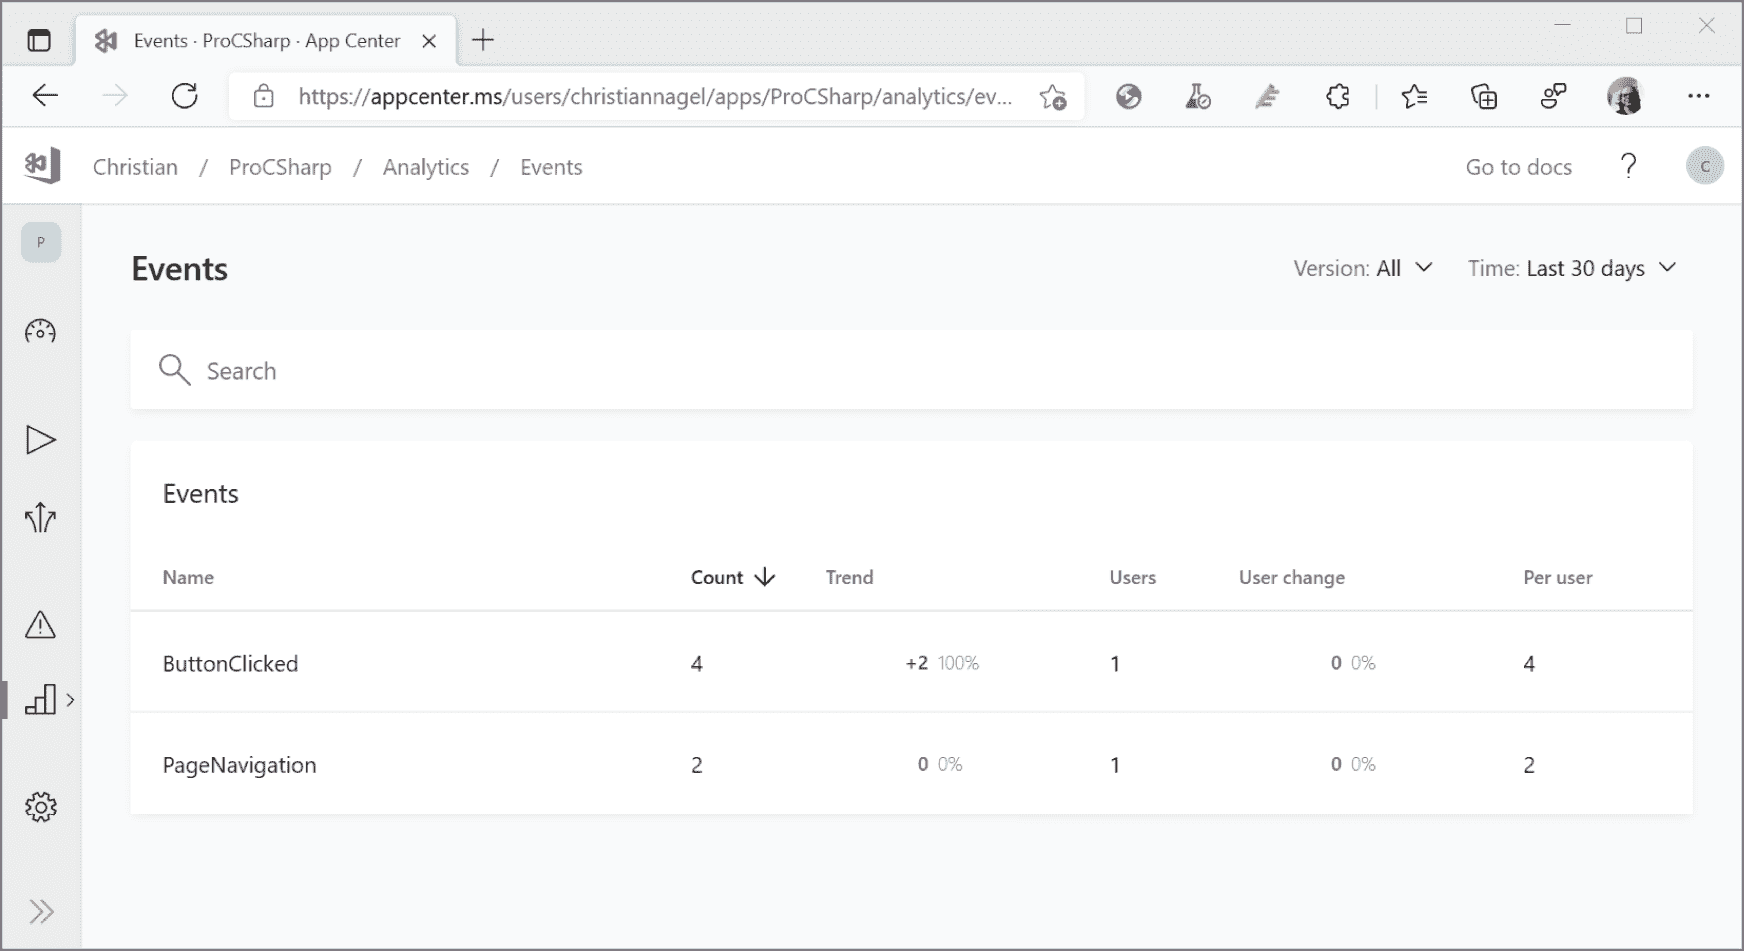 Events · ProCSharp · App Center
https://appcenter.ms/users/christiannagel/apps/ProCSharp/analytics/ev...
Christian / ProCSharp / Analytics / Events
Go to docs ? C
P
Events
Version: All Time: Last 30 days
Search
Events
Name Count Trend Users User change Per user
ButtonClicked 4 +2 100% 1 0 0% 4
PageNavigation 2 0 0% 1 0 0% 2